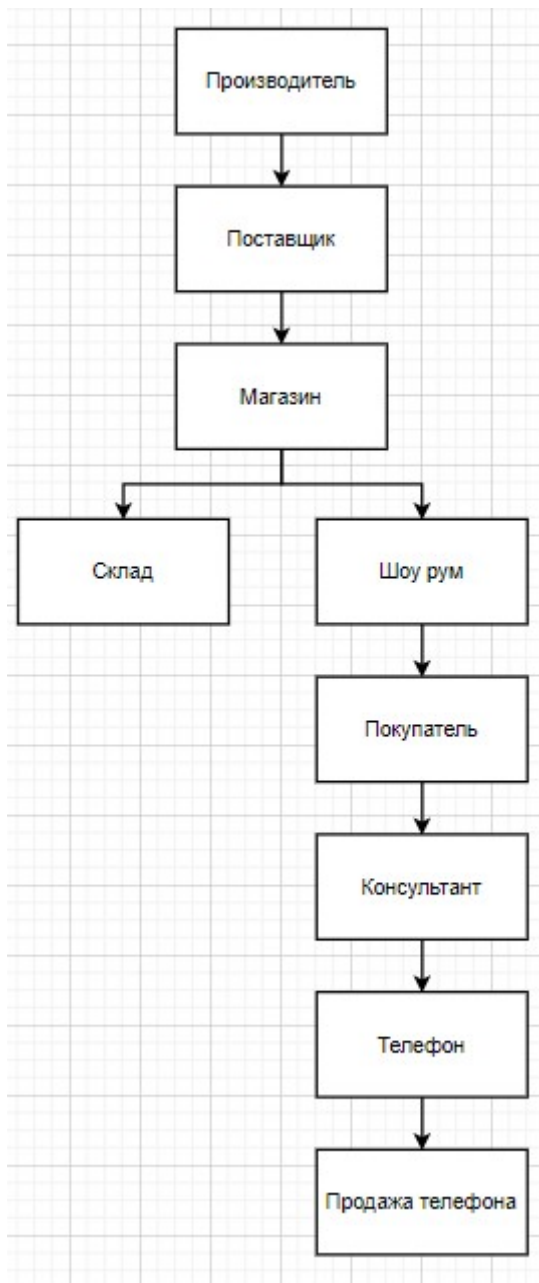 Производитель
Поставщик
Магазин
Склад
Шоу рум
Покупатель
Консультант
Телефон
Продажа телефона